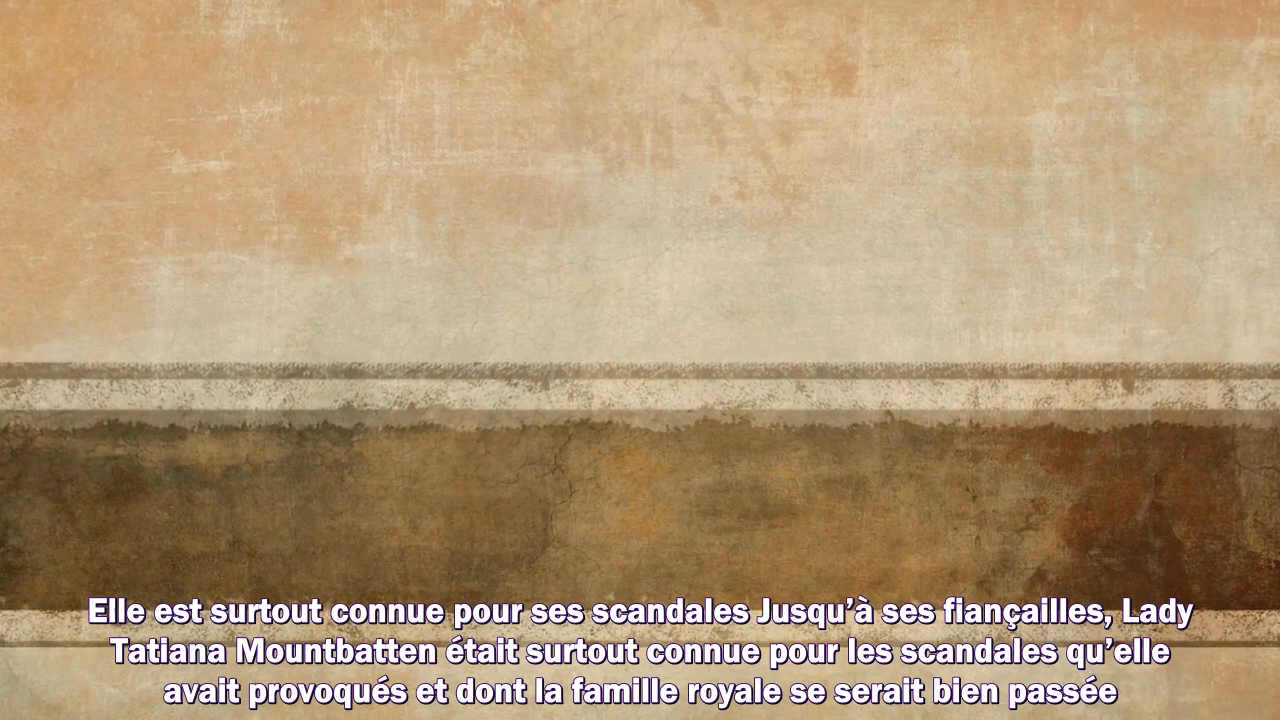 Elle est surtout connue pour ses scandales Jusqu’à ses fiançailles, Lady
Tatiana Mountbatten était surtout connue pour les scandales qu’elle
avait provoqués et dont la famille royale se serait bien passée